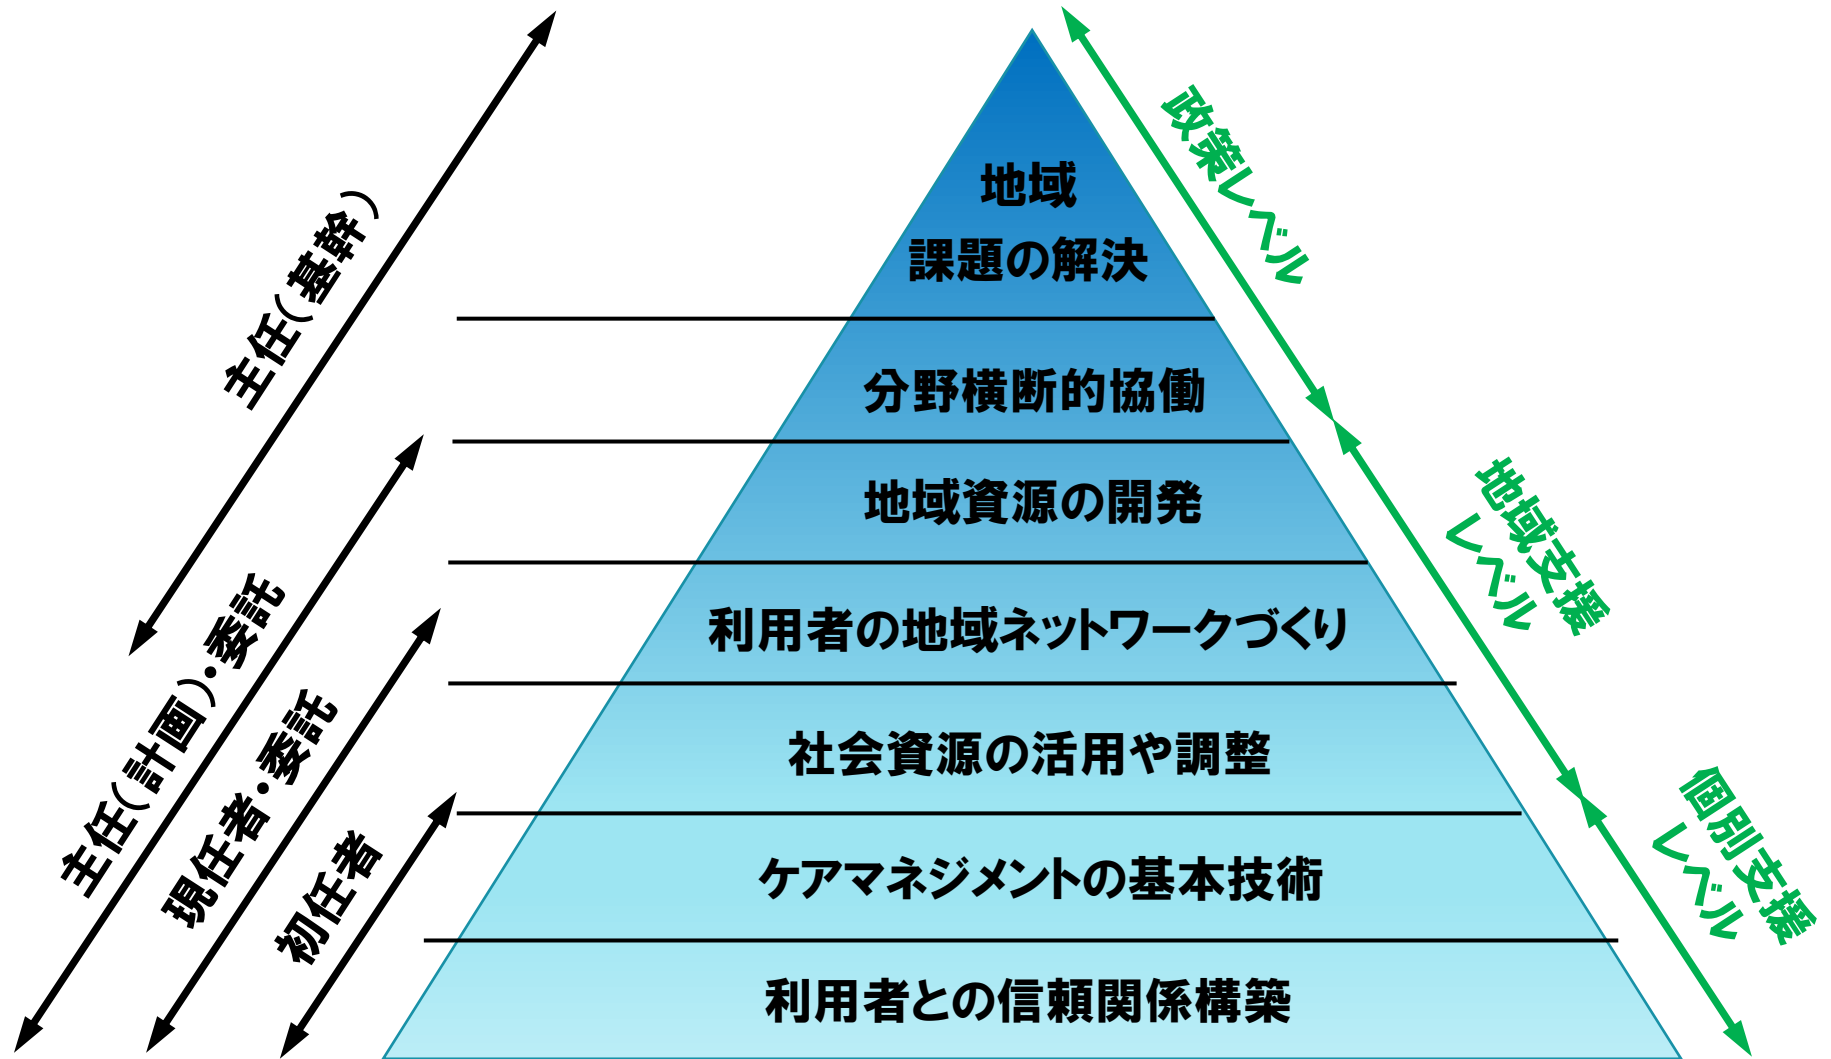 地域
課題の解決
分野横断的協働
地域資源の開発
利用者の地域ネットワークづくり
社会資源の活用や調整
ケアマネジメントの基本技術
利用者との信頼関係構築
主任(基幹)
主任(計画)・委託
現任者・委託
初任者
政策レベル
地域支援
レベル
個別支援
レベル